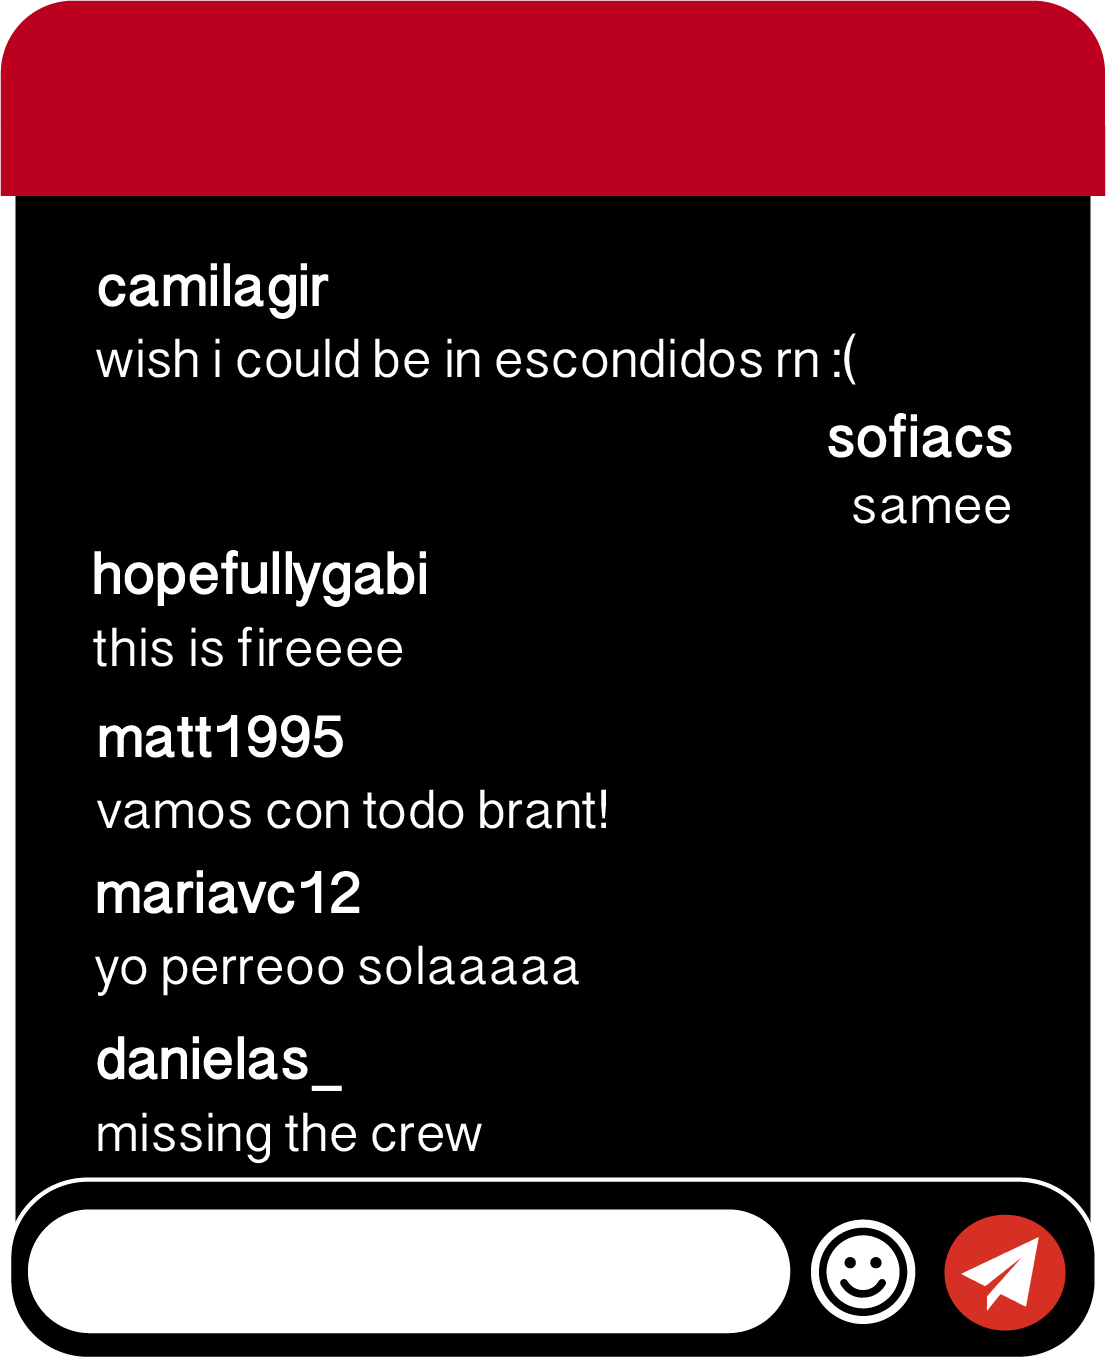 camilagir
wish i could be in escondidos rn :(
sofiacs
samee
hopefullygabi
this is fireeee
matt1995
vamos con todo brant!
mariavc12
yo perreoo solaaaaa
danielas_
missing the crew